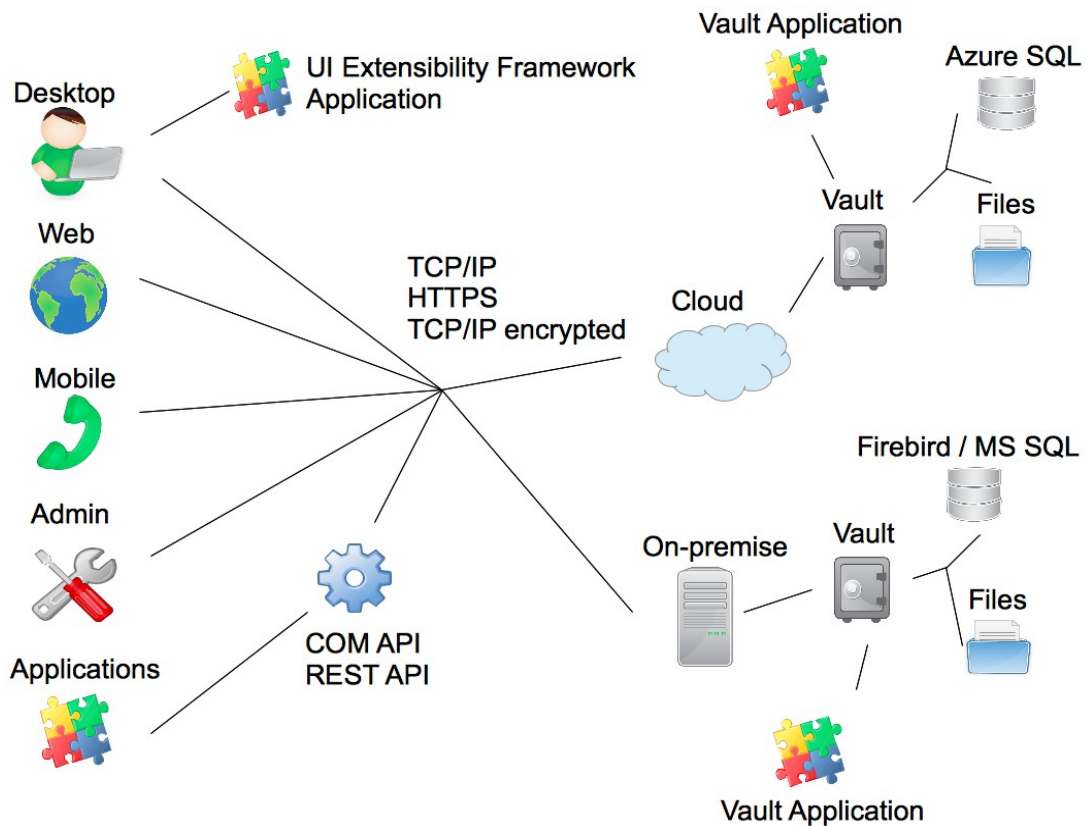 Desktop
UI Extensibility Framework
Application
Vault Application
Azure SQL
Web
Vault
Files
TCP/IP
HTTPS
TCP/IP encrypted
Cloud
Mobile
Firebird / MS SQL
Admin
On-premise
Vault
Files
COM API
REST API
Applications
Vault Application